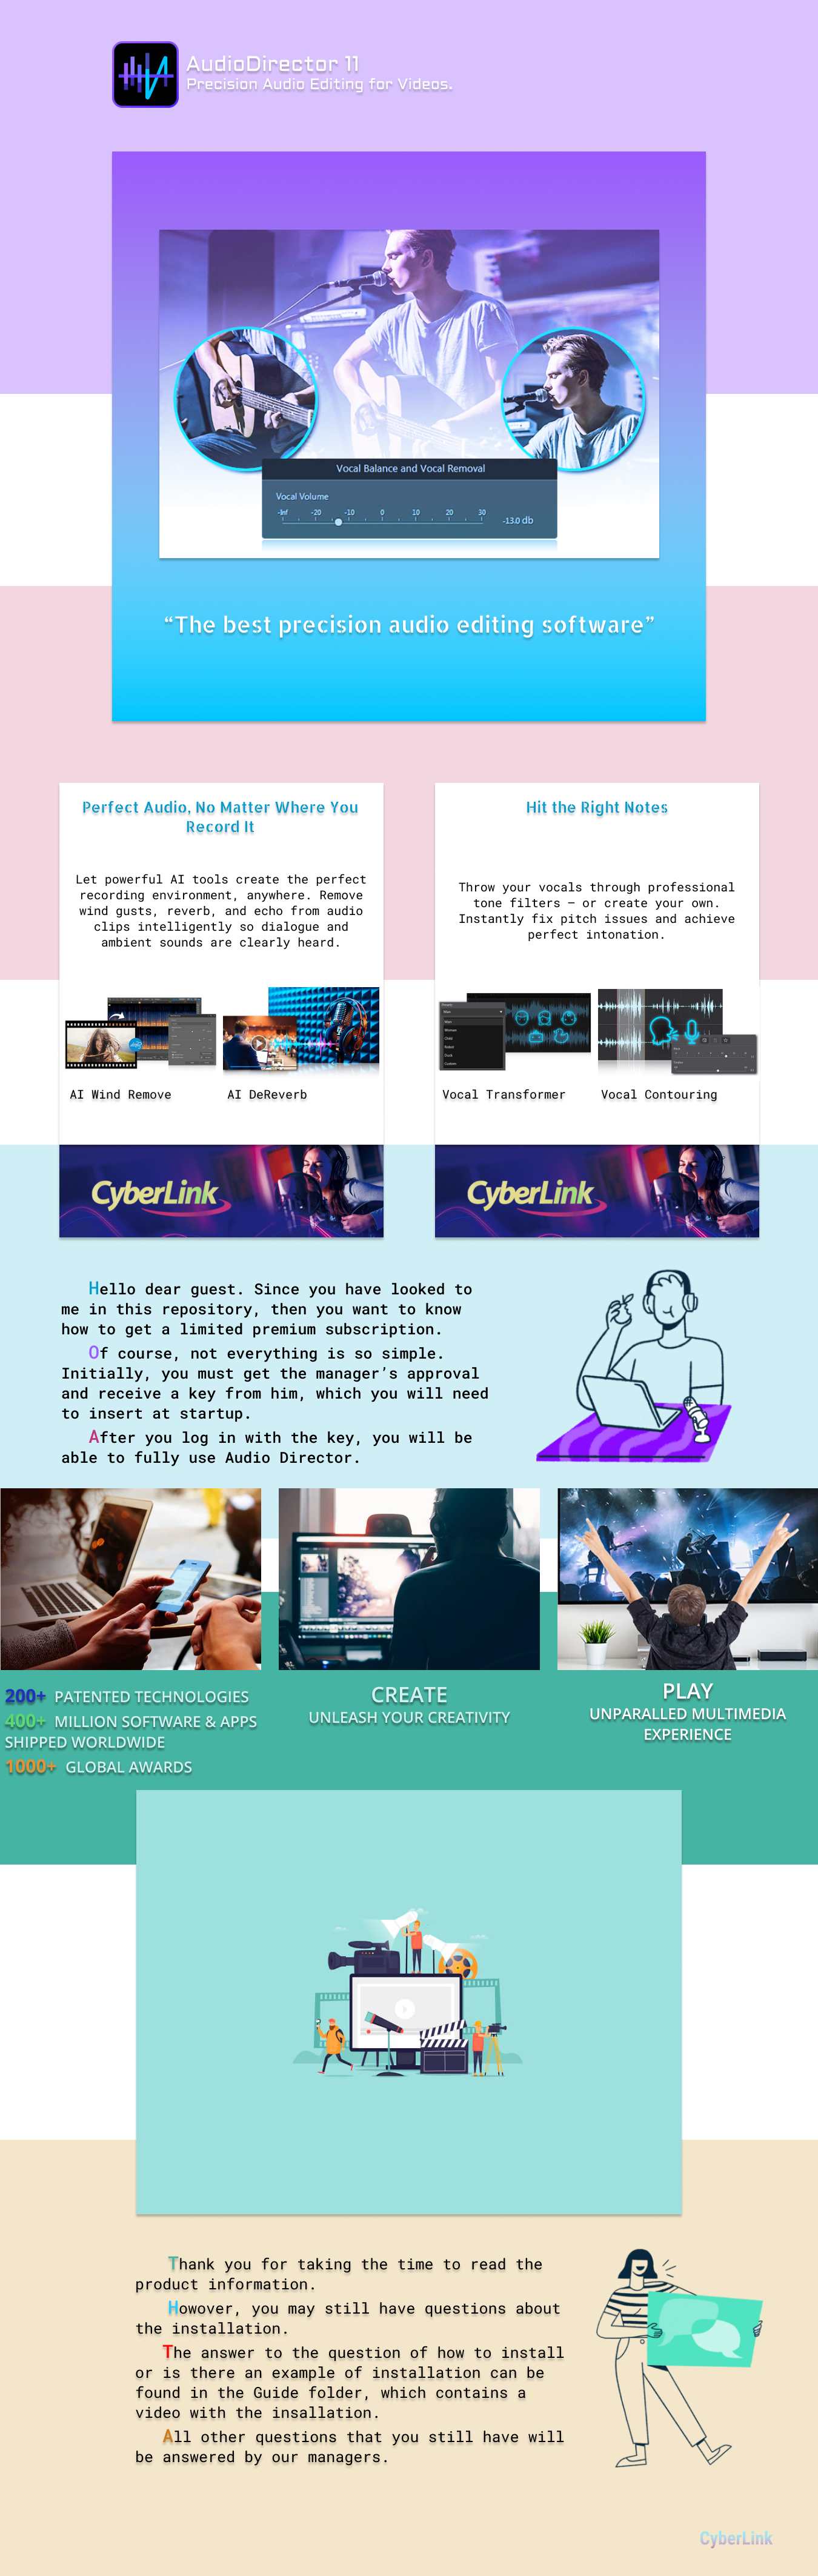 AudioDirector 11
Precision Audio Editing for Videos.
Vocal Balance and Vocal Removal
Vocal Volume
-Inf -20 -10 0 10 20 30
-13.0 db
“The best precision audio editing software”
Perfect Audio, No Matter Where You
Record It
Let powerful AI tools create the perfect
recording environment, anywhere. Remove
wind gusts, reverb, and echo from audio
clips intelligently so dialogue and
ambient sounds are clearly heard.
AI Wind Remove
AI DeReverb
CyberLink
Hit the Right Notes
Throw your vocals through professional
tone filters – or create your own.
Instantly fix pitch issues and achieve
perfect intonation.
Vocal Transformer
Vocal Contouring
CyberLink
Hello dear guest. Since you have looked to
me in this repository, then you want to know
how to get a limited premium subscription.
Of course, not everything is so simple.
Initially, you must get the manager’s approval
and receive a key from him, which you will need
to insert at startup.
After you log in with the key, you will be
able to fully use Audio Director.
200+ PATENTED TECHNOLOGIES
400+ MILLION SOFTWARE & APPS
SHIPPED WORLDWIDE
1000+ GLOBAL AWARDS
CREATE
UNLEASH YOUR CREATIVITY
PLAY
UNPARALLED MULTIMEDIA
EXPERIENCE
Thank you for taking the time to read the
product information.
Howover, you may still have questions about
the installation.
The answer to the question of how to install
or is there an example of installation can be
found in the Guide folder, which contains a
video with the insallation.
All other questions that you still have will
be answered by our managers.
CyberLink